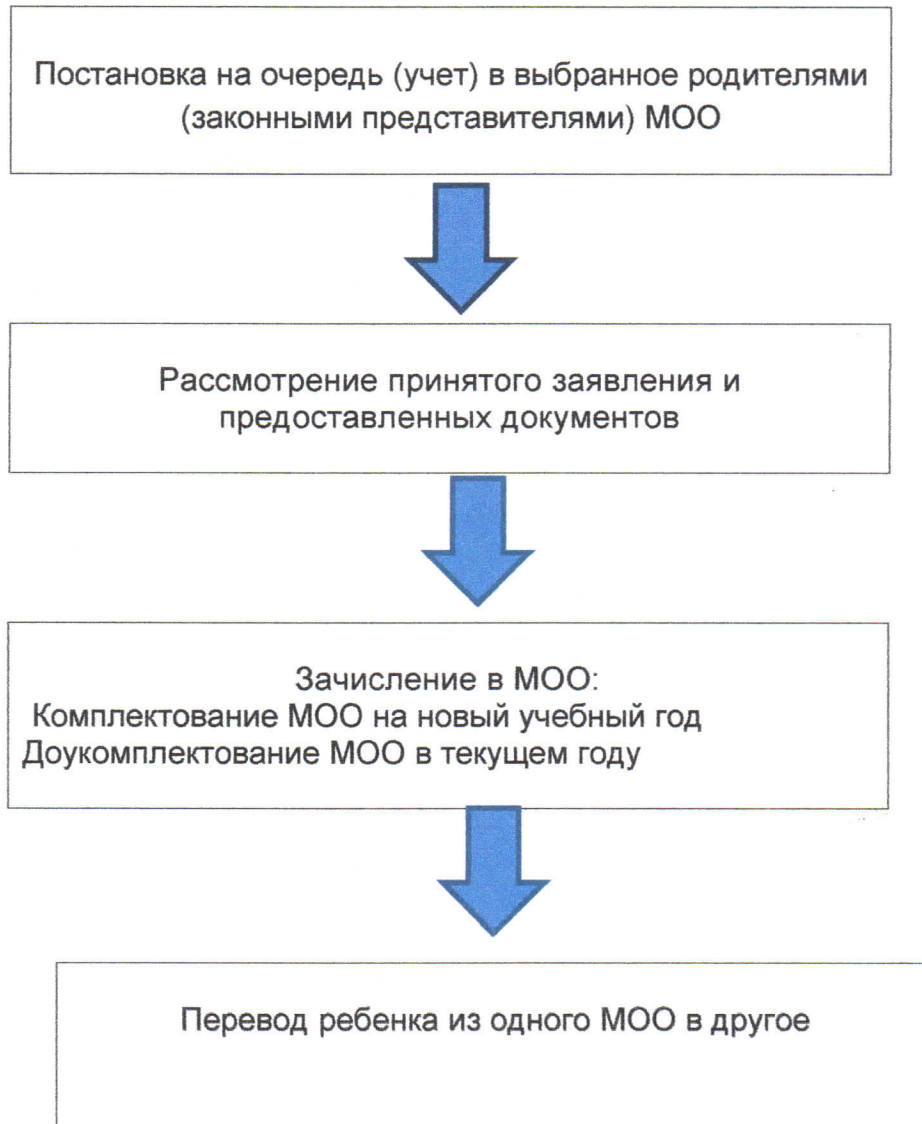 Постановка на очередь (учет) в выбранное родителями
(законными представителями) МОО
Рассмотрение принятого заявления и
предоставленных документов
Зачисление в МОО:
Комплектование МОО на новый учебный год
Доукомплектование МОО в текущем году
Перевод ребенка из одного МОО в другое